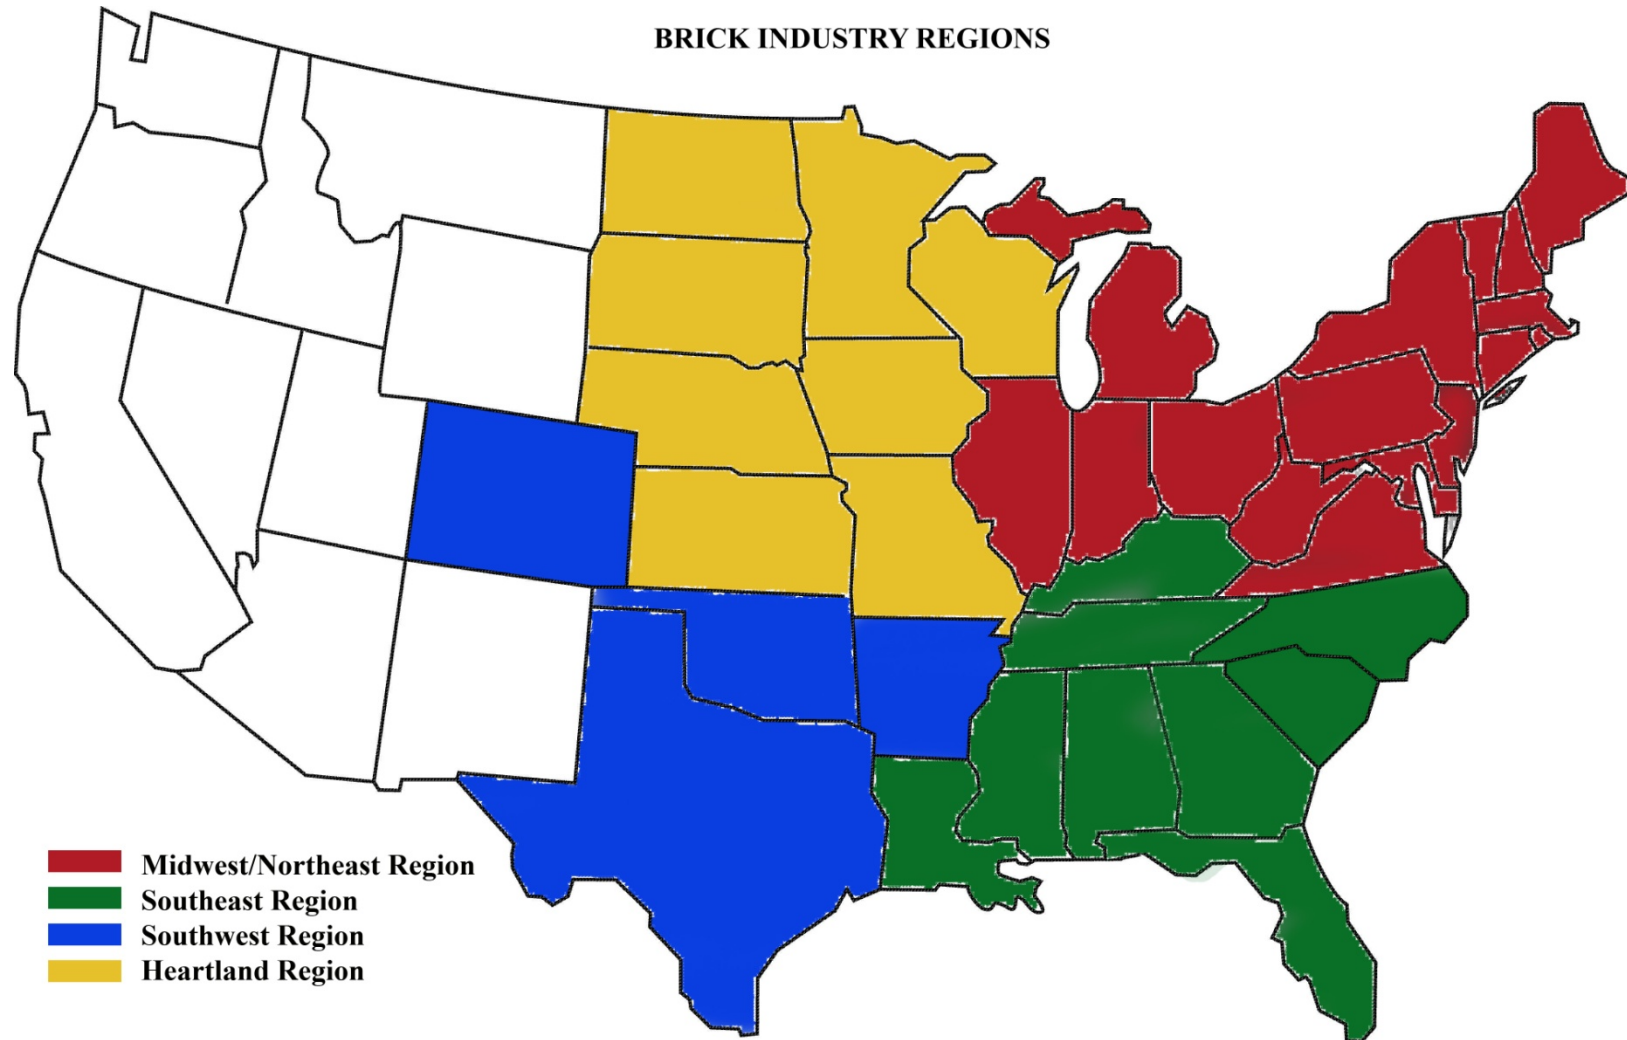 BRICK INDUSTRY REGIONS
Midwest/Northeast Region
Southeast Region
Southwest Region
Heartland Region